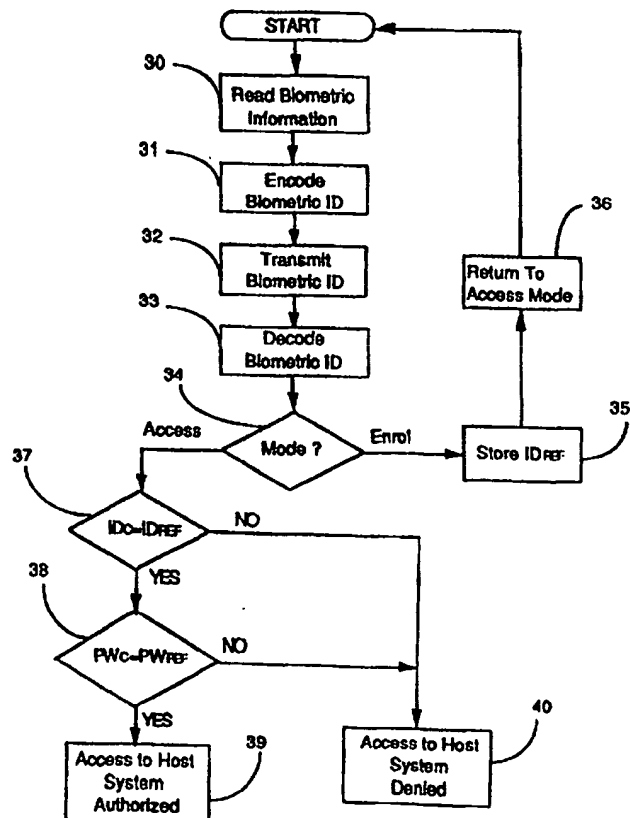 START
30
Read Biometric
Information
31
Encode
Biometric ID
32
Transmit
Biometric ID
33
Decode
Biometric ID
34
Mode ?
Access
Enrol
Store IDREF
35
Return To
Access Mode
36
37
IDC=IDREF
NO
YES
38
PWC=PWREF
NO
YES
Access to Host
System
Authorized
39
Access to Host
System
Denied
40